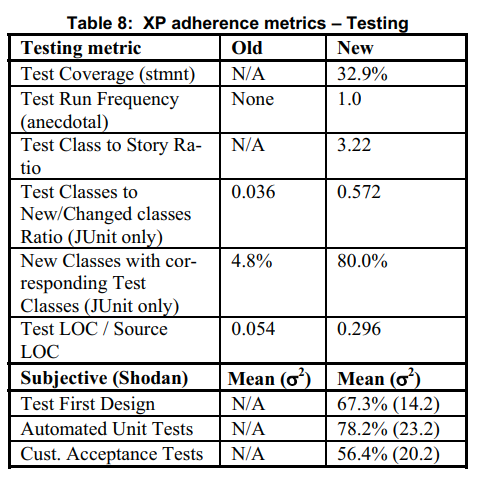 Table 8: XP adherence metrics – Testing
Testing metric Old New
Test Coverage (stmnt) N/A 32.9%
Test Run Frequency None 1.0
(anecdotal)
Test Class to Story Ra- N/A 3.22
tio
Test Classes to 0.036 0.572
New/Changed classes
Ratio (JUnit only)
New Classes with cor- 4.8% 80.0%
responding Test
Classes (JUnit only)
Test LOC / Source 0.054 0.296
LOC
Subjective (Shodan) Mean (σ²) Mean (σ²)
Test First Design N/A 67.3% (14.2)
Automated Unit Tests N/A 78.2% (23.2)
Cust. Acceptance Tests N/A 56.4% (20.2)